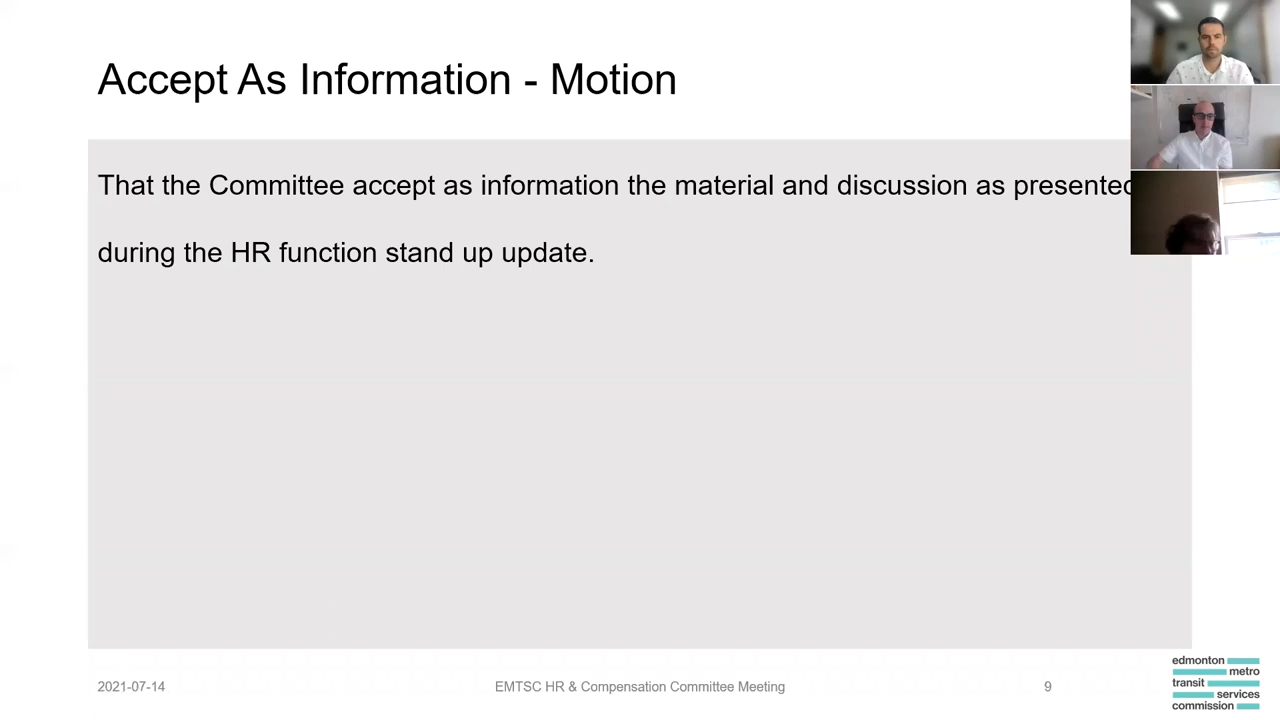 Accept As Information - Motion
That the Committee accept as information the material and discussion as presented
during the HR function stand up update.
2021-07-14
EMTSC HR & Compensation Committee Meeting
9
edmonton
metro
transit
services
commission